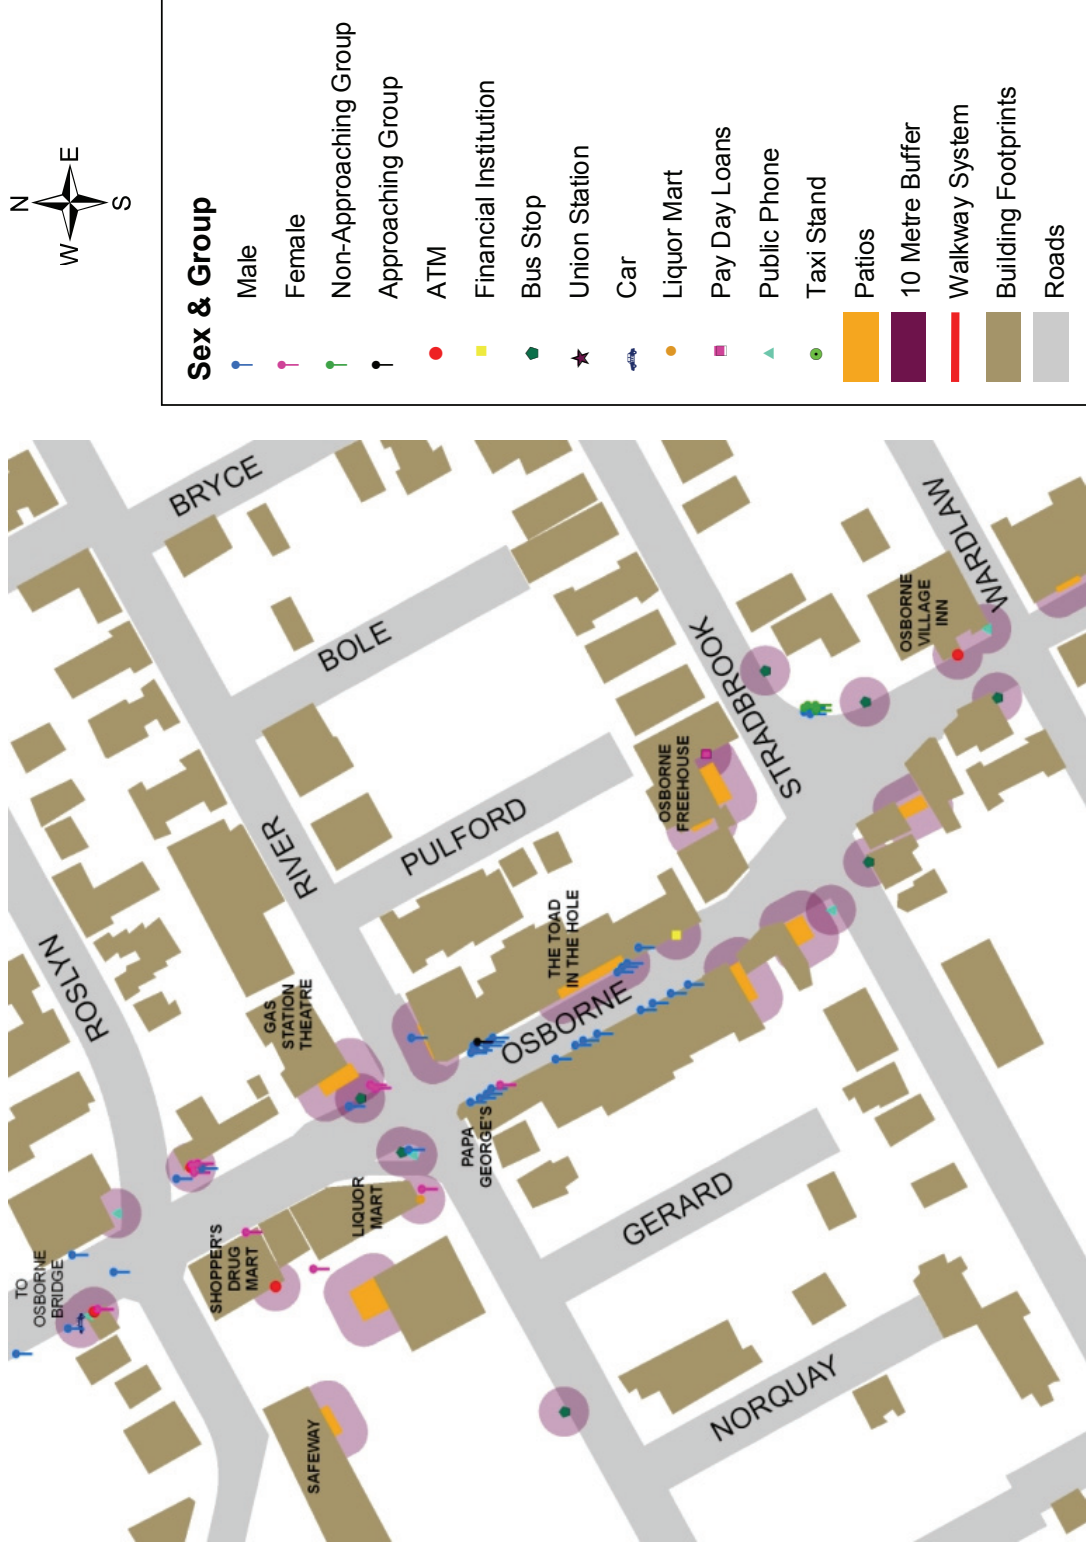 N
W
E
S
Sex & Group
Male
Female
Non-Approaching Group
Approaching Group
ATM
Financial Institution
Bus Stop
Union Station
Car
Liquor Mart
Pay Day Loans
Public Phone
Taxi Stand
Patios
10 Metre Buffer
Walkway System
Building Footprints
Roads
BRYCE
BOLE
WARDLAW
STRADBROOK
OSBORNE
VILLAGE
INN
OSBORNE
FREEHOUSE
RIVER
PULFORD
ROSLYN
THE TOAD
IN THE HOLE
GAS
STATION
THEATRE
OSBORNE
PAPA
GEORGE'S
LIQUOR
MART
SHOPPER'S
DRUG
MART
TO
OSBORNE
BRIDGE
GERARD
NORQUAY
SAFEWAY